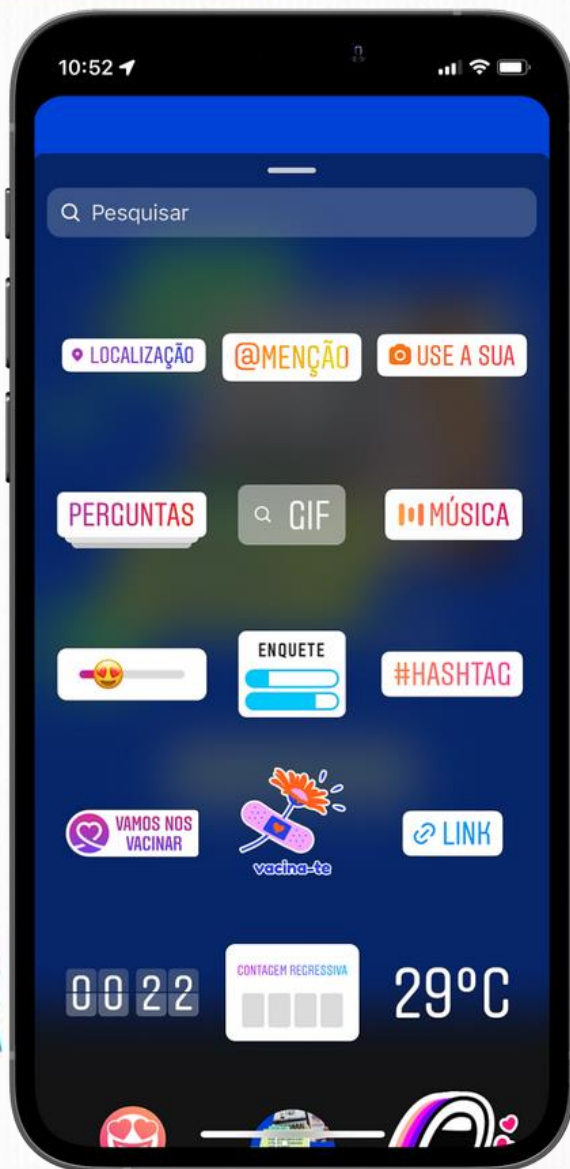 10:52
Pesquisar
LOCALIZAÇÃO
@MENÇÃO
USE A SUA
PERGUNTAS
GIF
MÚSICA
ENQUETE
#HASHTAG
VAMOS NOS
VACINAR
vacina-te
LINK
00 22
CONTAGEM REGRESSIVA
29°C